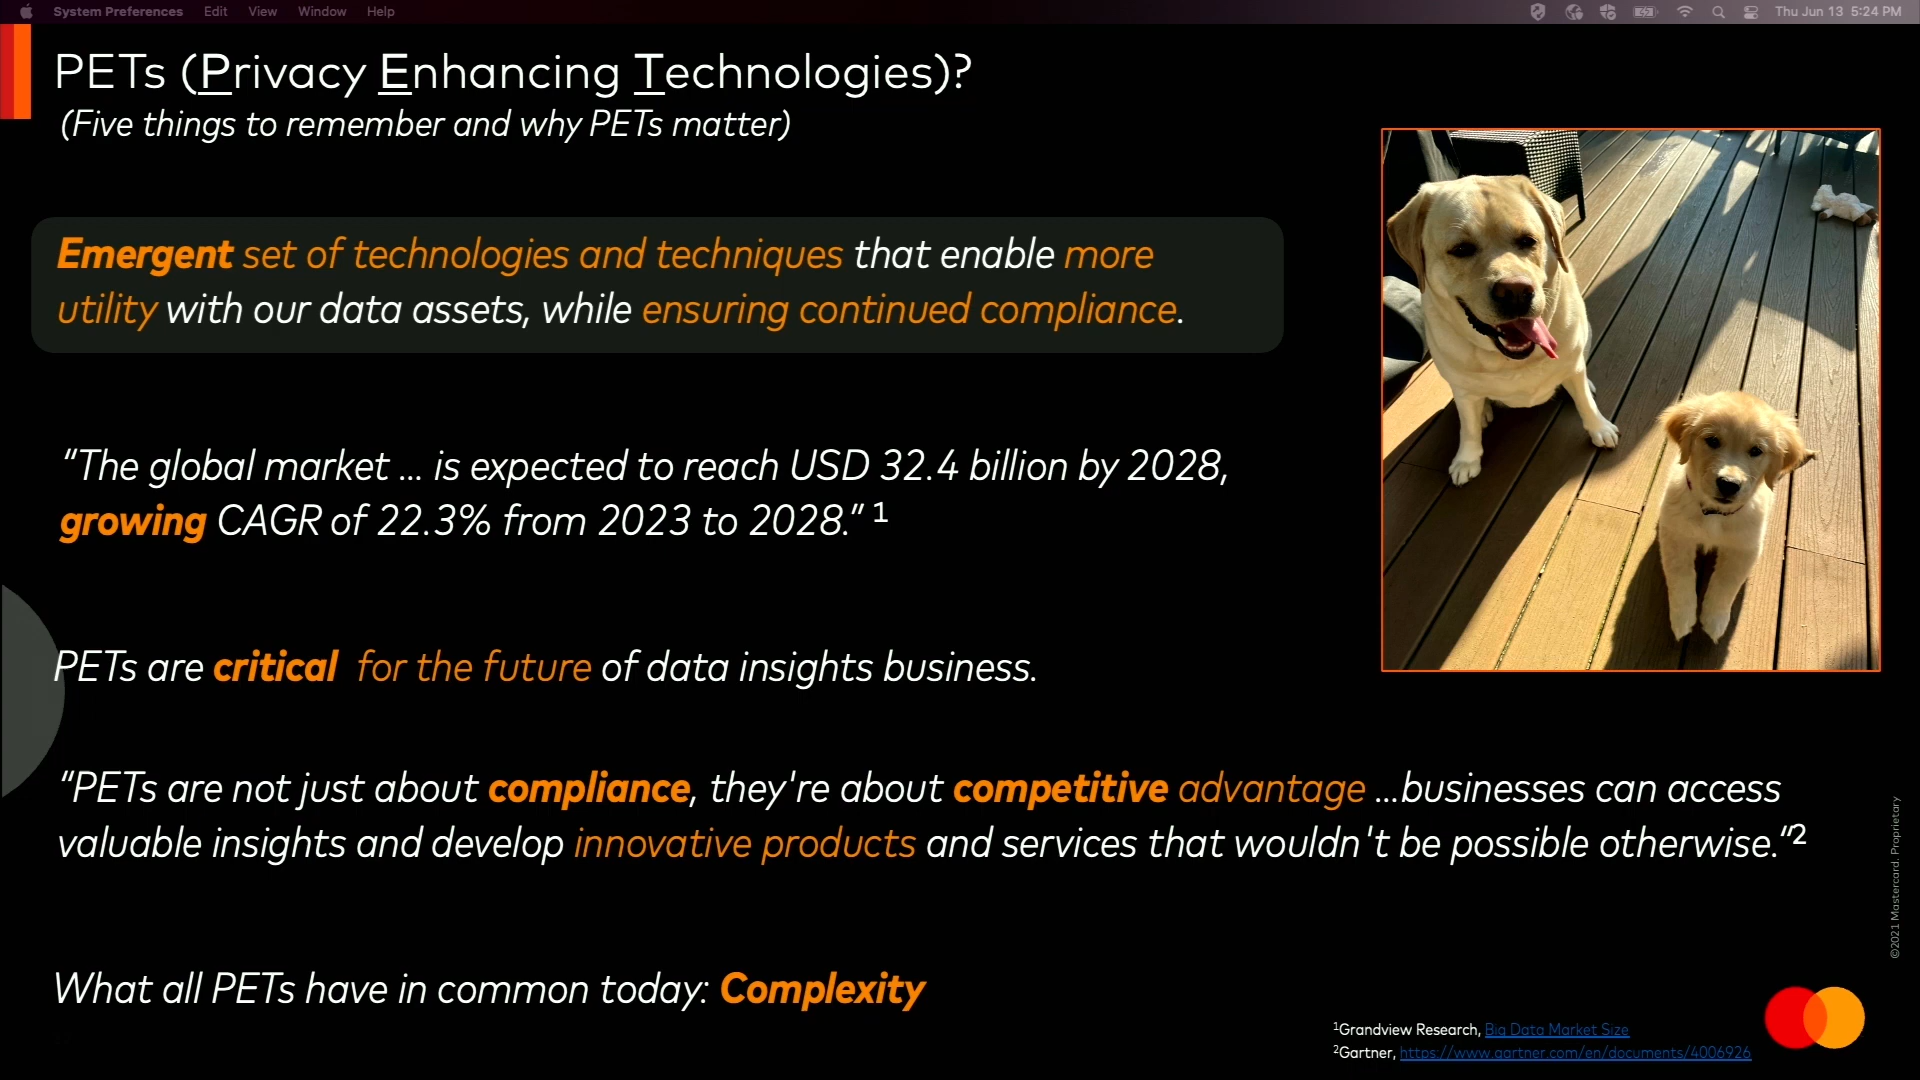 System Preferences Edit View Window Help
Thu Jun 13 5:24 PM
PETs (Privacy Enhancing Technologies)?
(Five things to remember and why PETs matter)
Emergent set of technologies and techniques that enable more
utility with our data assets, while ensuring continued compliance.
“The global market ... is expected to reach USD 32.4 billion by 2028,
growing CAGR of 22.3% from 2023 to 2028.” 1
PETs are critical for the future of data insights business.
“PETs are not just about compliance, they're about competitive advantage ...businesses can access
valuable insights and develop innovative products and services that wouldn't be possible otherwise.”2
What all PETs have in common today: Complexity
1Grandview Research, Big Data Market Size
2Gartner, https://www.gartner.com/en/documents/4006926
©2021 Mastercard. Proprietary